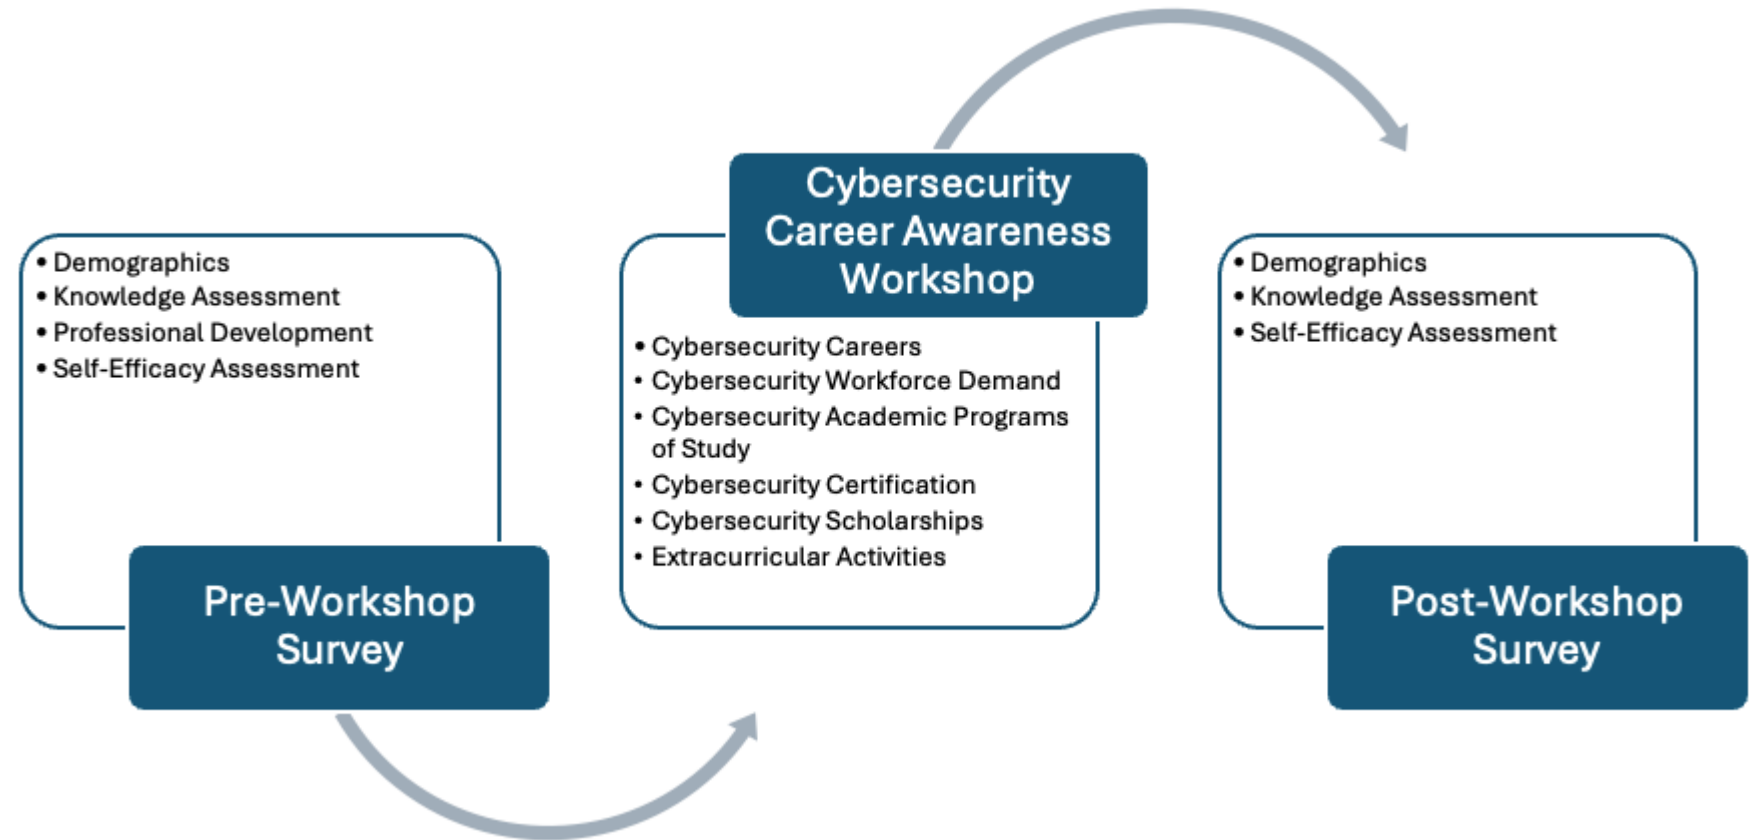 • Demographics
• Knowledge Assessment
• Professional Development
• Self-Efficacy Assessment
Pre-Workshop
Survey
Cybersecurity
Career Awareness
Workshop
• Cybersecurity Careers
• Cybersecurity Workforce Demand
• Cybersecurity Academic Programs
of Study
• Cybersecurity Certification
• Cybersecurity Scholarships
• Extracurricular Activities
• Demographics
• Knowledge Assessment
• Self-Efficacy Assessment
Post-Workshop
Survey